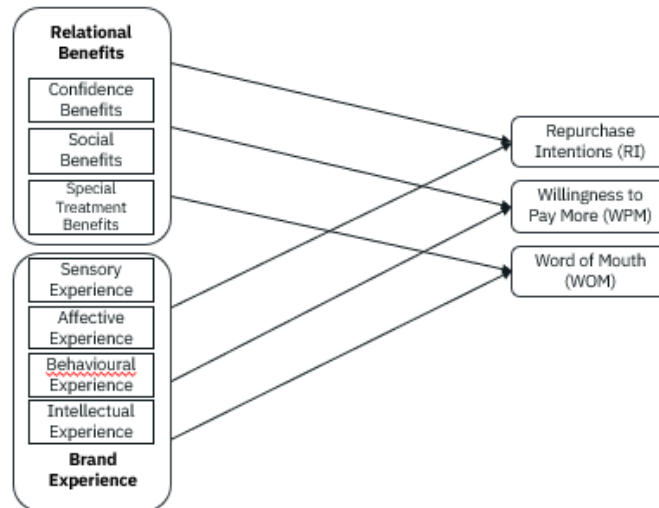 Relational
Benefits
Confidence
Benefits
Social
Benefits
Special
Treatment
Benefits
Sensory
Experience
Affective
Experience
Behavioural
Experience
Intellectual
Experience
Brand
Experience
Repurchase
Intentions (RI)
Willingness to
Pay More (WPM)
Word of Mouth
(WOM)